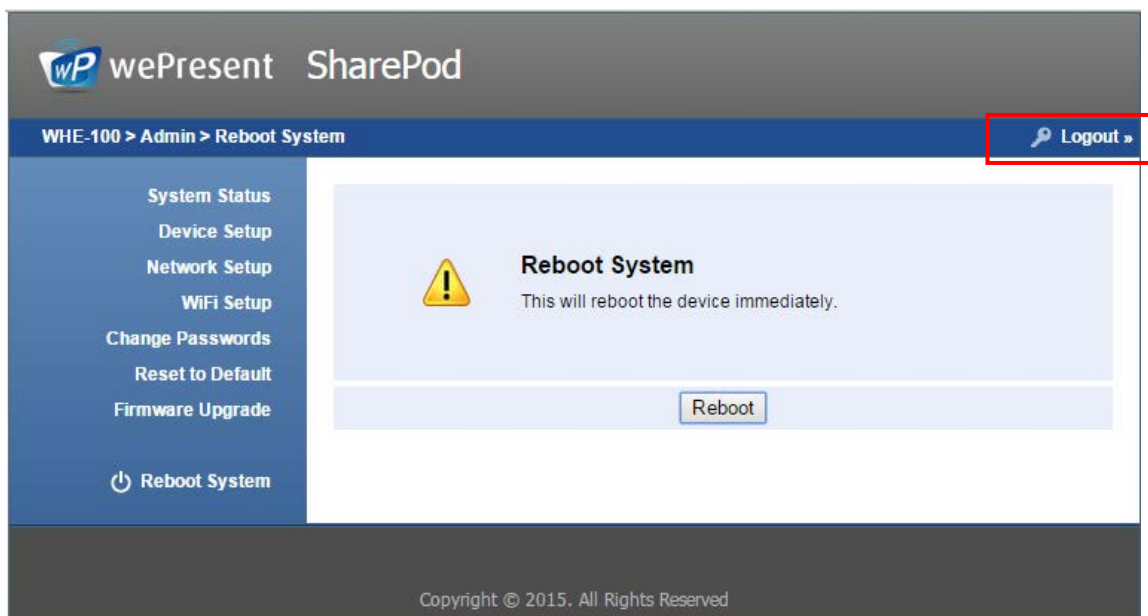 wP wePresent SharePod
WHE-100 > Admin > Reboot System
Logout »
System Status
Device Setup
Network Setup
WiFi Setup
Change Passwords
Reset to Default
Firmware Upgrade
Reboot System
Reboot System
This will reboot the device immediately.
Reboot
Copyright © 2015. All Rights Reserved